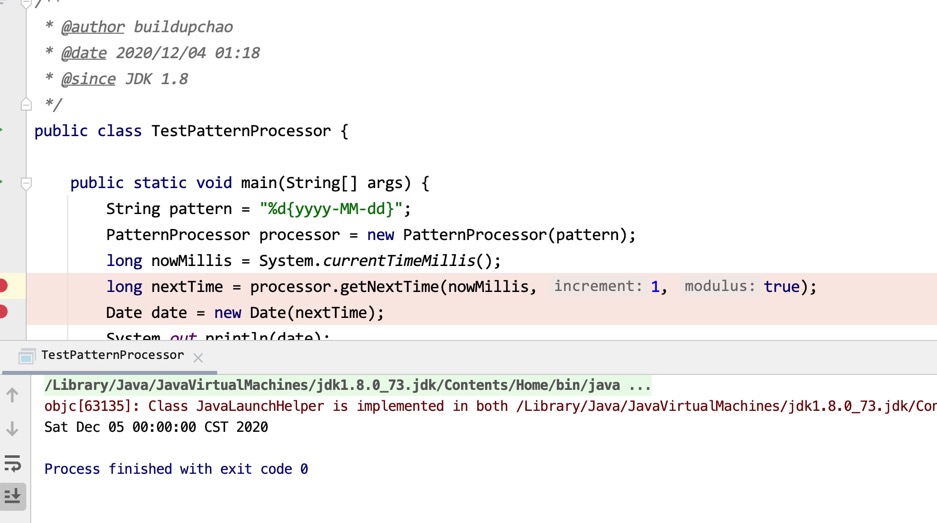 /**
* @author buildupchao
* @date 2020/12/04 01:18
* @since JDK 1.8
*/
public class TestPatternProcessor {
public static void main(String[] args) {
String pattern = "%d{yyyy-MM-dd}";
PatternProcessor processor = new PatternProcessor(pattern);
long nowMillis = System.currentTimeMillis();
long nextTime = processor.getNextTime(nowMillis, increment: 1, modulus: true);
Date date = new Date(nextTime);
System.out.println(date);
TestPatternProcessor
/Library/Java/JavaVirtualMachines/jdk1.8.0_73.jdk/Contents/Home/bin/java ...
objc[63135]: Class JavaLaunchHelper is implemented in both /Library/Java/JavaVirtualMachines/jdk1.8.0_73.jdk/Con
Sat Dec 05 00:00:00 CST 2020
Process finished with exit code 0